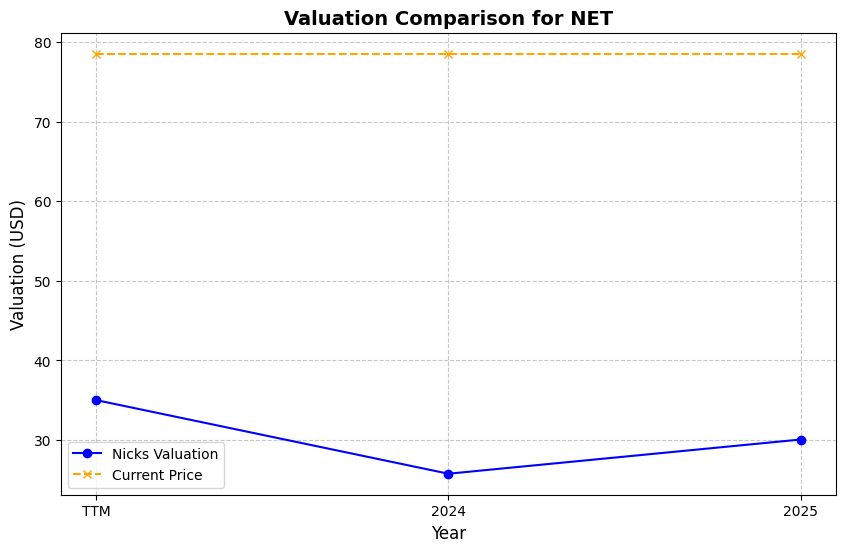 Valuation Comparison for NET
Valuation (USD)
80
70
60
50
40
30
Nicks Valuation
Current Price
TTM
2024
2025
Year